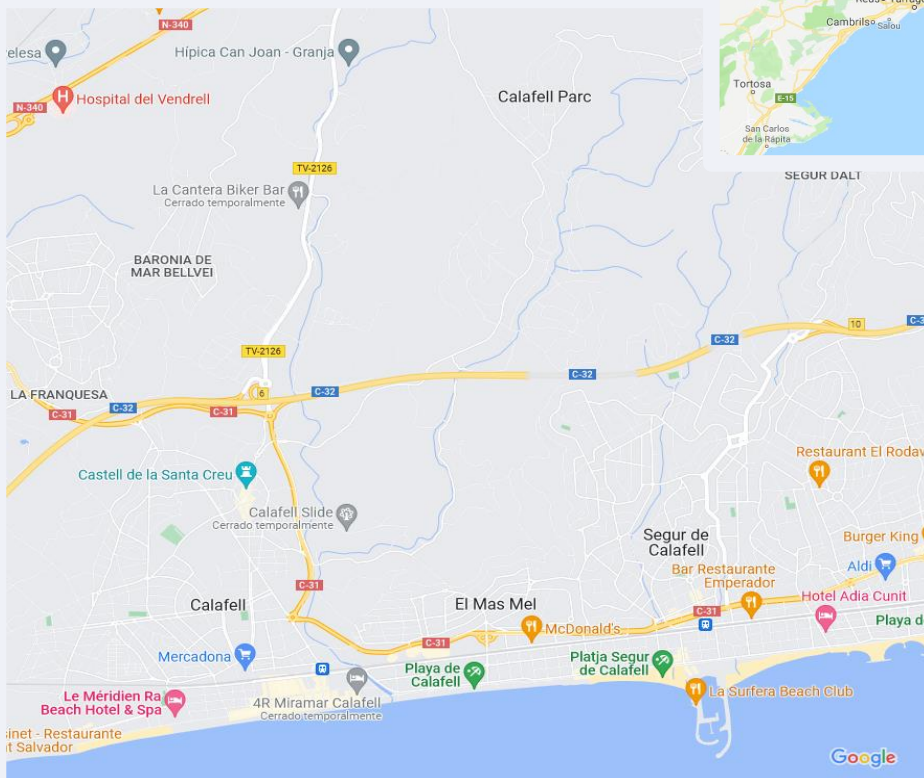 N-340
Reus
Cambrils
Salou
elesa
Hípica Can Joan - Granja
Hospital del Vendrell
N-340
Calafell Parc
Tortosa
E-15
San Carlos
de la Rápita
TV-2126
SEGUR DALT
La Cantera Biker Bar
Cerrado temporalmente
BARONIA DE
MAR BELLVEI
C-3
10
C-32
TV-2126
C-32
LA FRANQUESA
6
C-32
C-32
C-31
C-31
Castell de la Santa Creu
Restaurant El Rodav
Calafell Slide
Cerrado temporalmente
Segur de
Calafell
Burger King
Aldi
Bar Restaurante
Emperador
C-31
Hotel Adia Cunit
Calafell
El Mas Mel
C-31
Playa d
McDonald's
C-31
Mercadona
Playa de
Calafell
Platja Segur
de Calafell
Le Méridien Ra
Beach Hotel & Spa
4R Miramar Calafell
Cerrado temporalmente
La Surfera Beach Club
sinet - Restaurante
t Salvador
Google